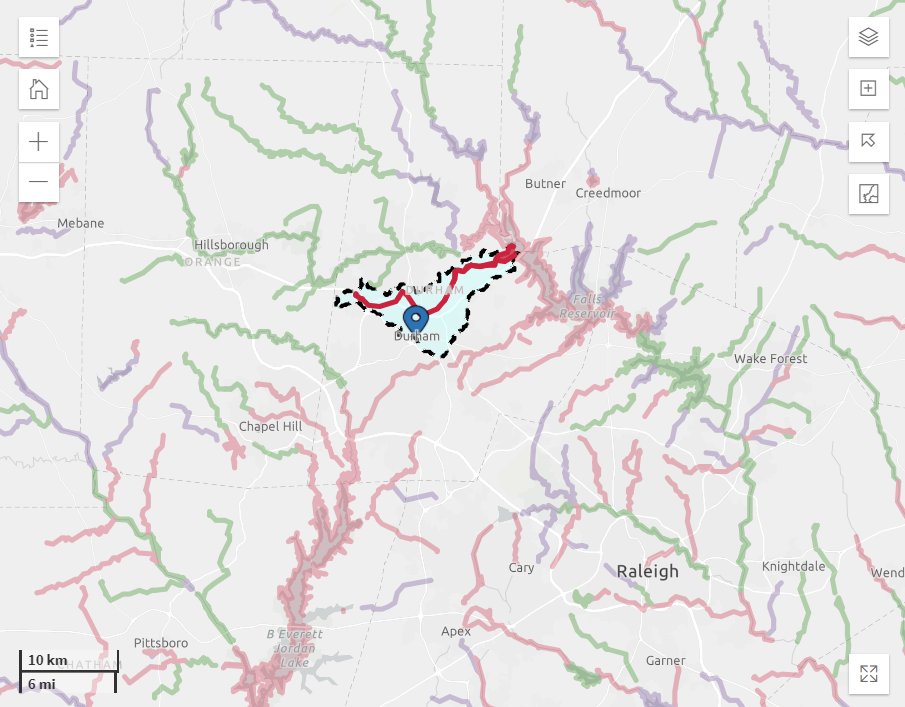 Butner
Creedmoor
Mebane
Hillsborough
ORANGE
DURHAM
Falls
Reservoir
Durham
Wake Forest
Chapel Hill
Cary
Raleigh
Knightdale
Wend
Apex
Pittsboro
B Everett
Jordan
Lake
Garner
10 km
CHATHAM
6 mi